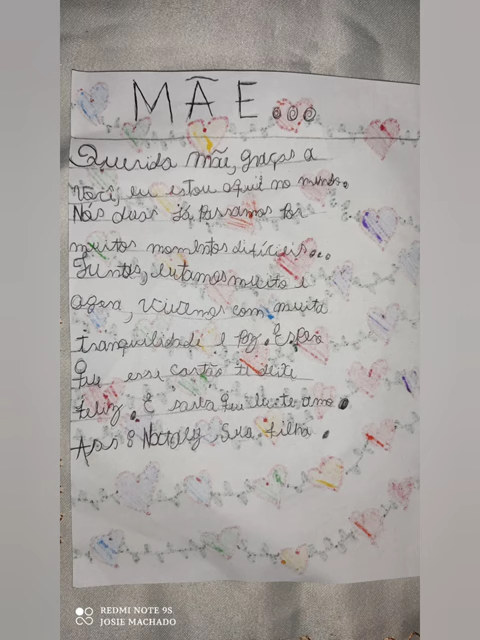 MÃE...
Querida mãe, graças a
você, eu estou aqui no mundo.
Nós duas já passamos por
muitos momentos difíceis...
Juntas, lutamos muito e
agora, vivemos com muita
tranquilidade e paz. Espero
que esse cartão te deite
feliz. E saiba que eu te amo.
Ass: Nataly sua filha.
REDMI NOTE 9S
JOSIE MACHADO